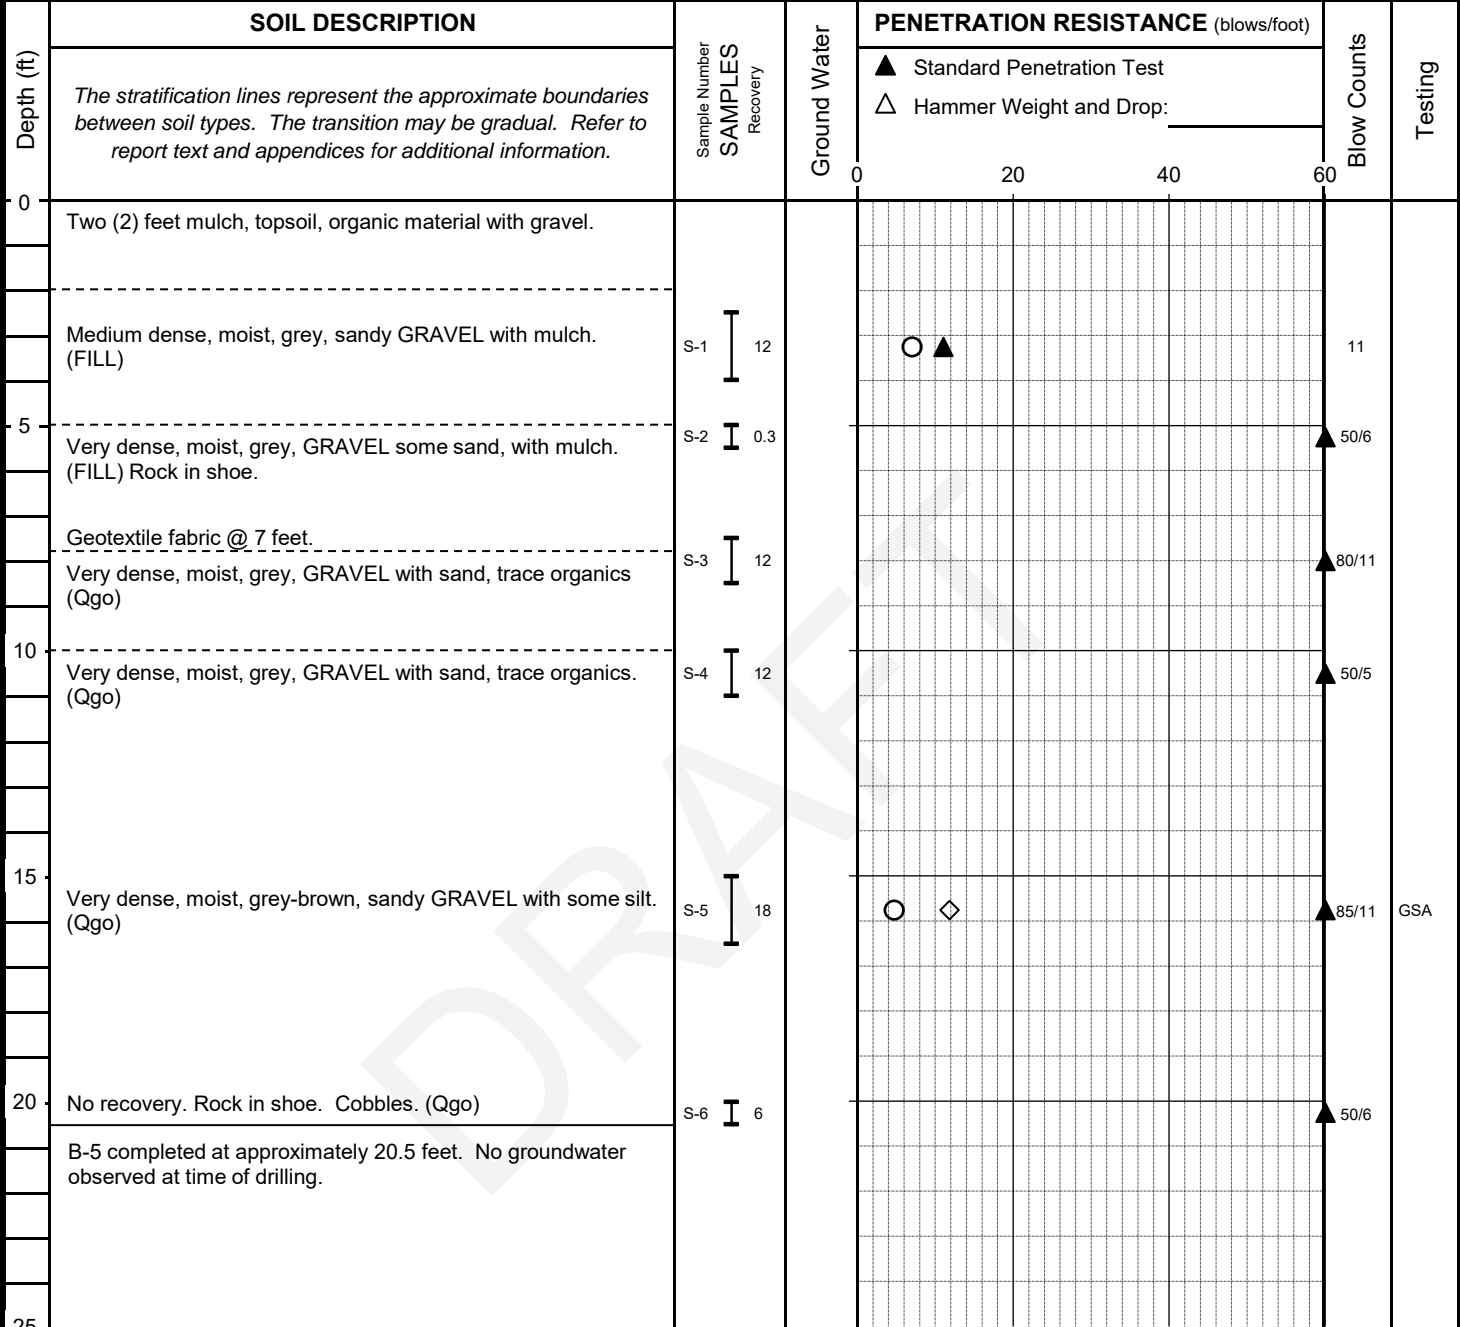 SOIL DESCRIPTION
The stratification lines represent the approximate boundaries
between soil types. The transition may be gradual. Refer to
report text and appendices for additional information.
Depth (ft)
Sample Number
SAMPLES
Recovery
Ground Water
PENETRATION RESISTANCE (blows/foot)
▲ Standard Penetration Test
△ Hammer Weight and Drop:
0 20 40 60
Blow Counts
Testing
0
Two (2) feet mulch, topsoil, organic material with gravel.
Medium dense, moist, grey, sandy GRAVEL with mulch.
(FILL)
S-1 12 11
5
Very dense, moist, grey, GRAVEL some sand, with mulch.
(FILL) Rock in shoe.
S-2 0.3 50/6
Geotextile fabric @ 7 feet.
Very dense, moist, grey, GRAVEL with sand, trace organics
(Qgo)
S-3 12 80/11
10
Very dense, moist, grey, GRAVEL with sand, trace organics.
(Qgo)
S-4 12 50/5
15
Very dense, moist, grey-brown, sandy GRAVEL with some silt.
(Qgo)
S-5 18 85/11 GSA
20
No recovery. Rock in shoe. Cobbles. (Qgo)
S-6 6 50/6
B-5 completed at approximately 20.5 feet. No groundwater
observed at time of drilling.
25
DRAFT